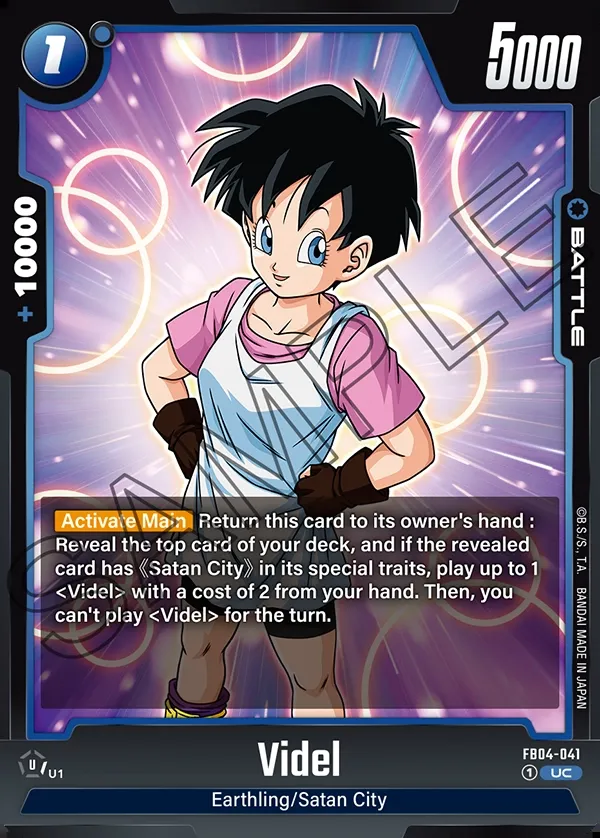 1
5000
+ 10000
BATTLE
SAMPLE
Activate Main Return this card to its owner's hand :
Reveal the top card of your deck, and if the revealed
card has 《Satan City》 in its special traits, play up to 1
<Videl> with a cost of 2 from your hand. Then, you
can't play <Videl> for the turn.
©B.S./S., T.A. BANDAI MADE IN JAPAN
U/U1
Videl
FB04-041
1 UC
Earthling/Satan City